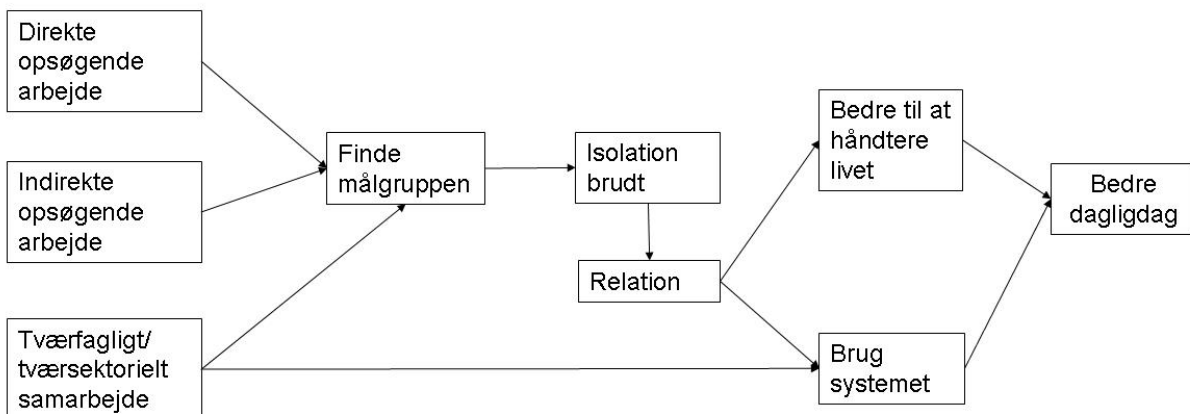 Direkte
opsøgende
arbejde
Indirekte
opsøgende
arbejde
Tværfagligt/
tværsektorielt
samarbejde
Finde
målgruppen
Isolation
brudt
Relation
Bedre til at
håndtere
livet
Brug
systemet
Bedre
dagligdag